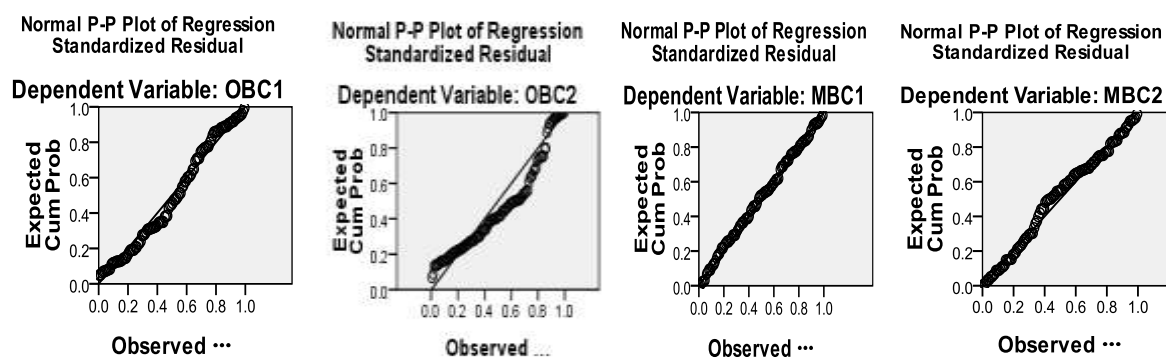 Normal P-P Plot of Regression
Standardized Residual
Dependent Variable: OBC1
1.0
0.8
0.6
0.4
0.2
0.0
Expected
Cum Prob
0.0 0.2 0.4 0.6 0.8 1.0
Observed ...
Normal P-P Plot of Regression
Standardized Residual
Dependent Variable: OBC2
1.0
0.8
0.6
0.4
0.2
0.0
Expected
Cum Prob
0.0 0.2 0.4 0.6 0.8 1.0
Observed ...
Normal P-P Plot of Regression
Standardized Residual
Dependent Variable: MBC1
1.0
0.8
0.6
0.4
0.2
0.0
Expected
Cum Prob
0.0 0.2 0.4 0.6 0.8 1.0
Observed ...
Normal P-P Plot of Regression
Standardized Residual
Dependent Variable: MBC2
1.0
0.8
0.6
0.4
0.2
0.0
Expected
Cum Prob
0.0 0.2 0.4 0.6 0.8 1.0
Observed ...